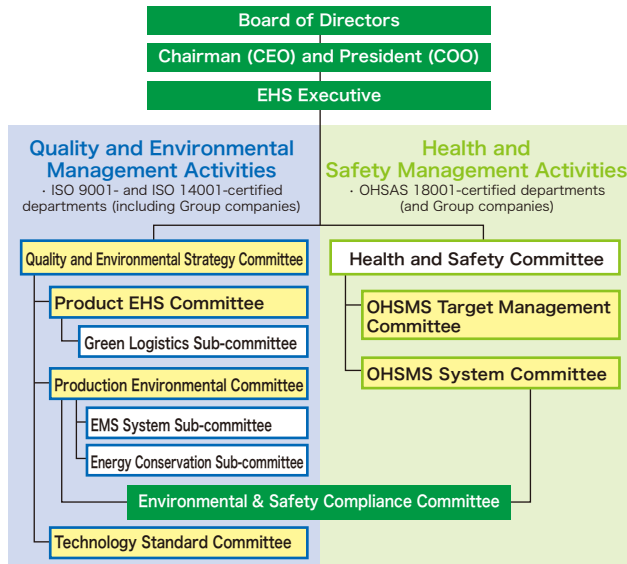 Board of Directors
Chairman (CEO) and President (COO)
EHS Executive
Quality and Environmental
Management Activities
・ISO 9001- and ISO 14001-certified
departments (including Group companies)
Health and
Safety Management Activities
・OHSAS 18001-certified departments
(and Group companies)
Quality and Environmental Strategy Committee
Product EHS Committee
Green Logistics Sub-committee
Production Environmental Committee
EMS System Sub-committee
Energy Conservation Sub-committee
Health and Safety Committee
OHSMS Target Management
Committee
OHSMS System Committee
Environmental & Safety Compliance Committee
Technology Standard Committee